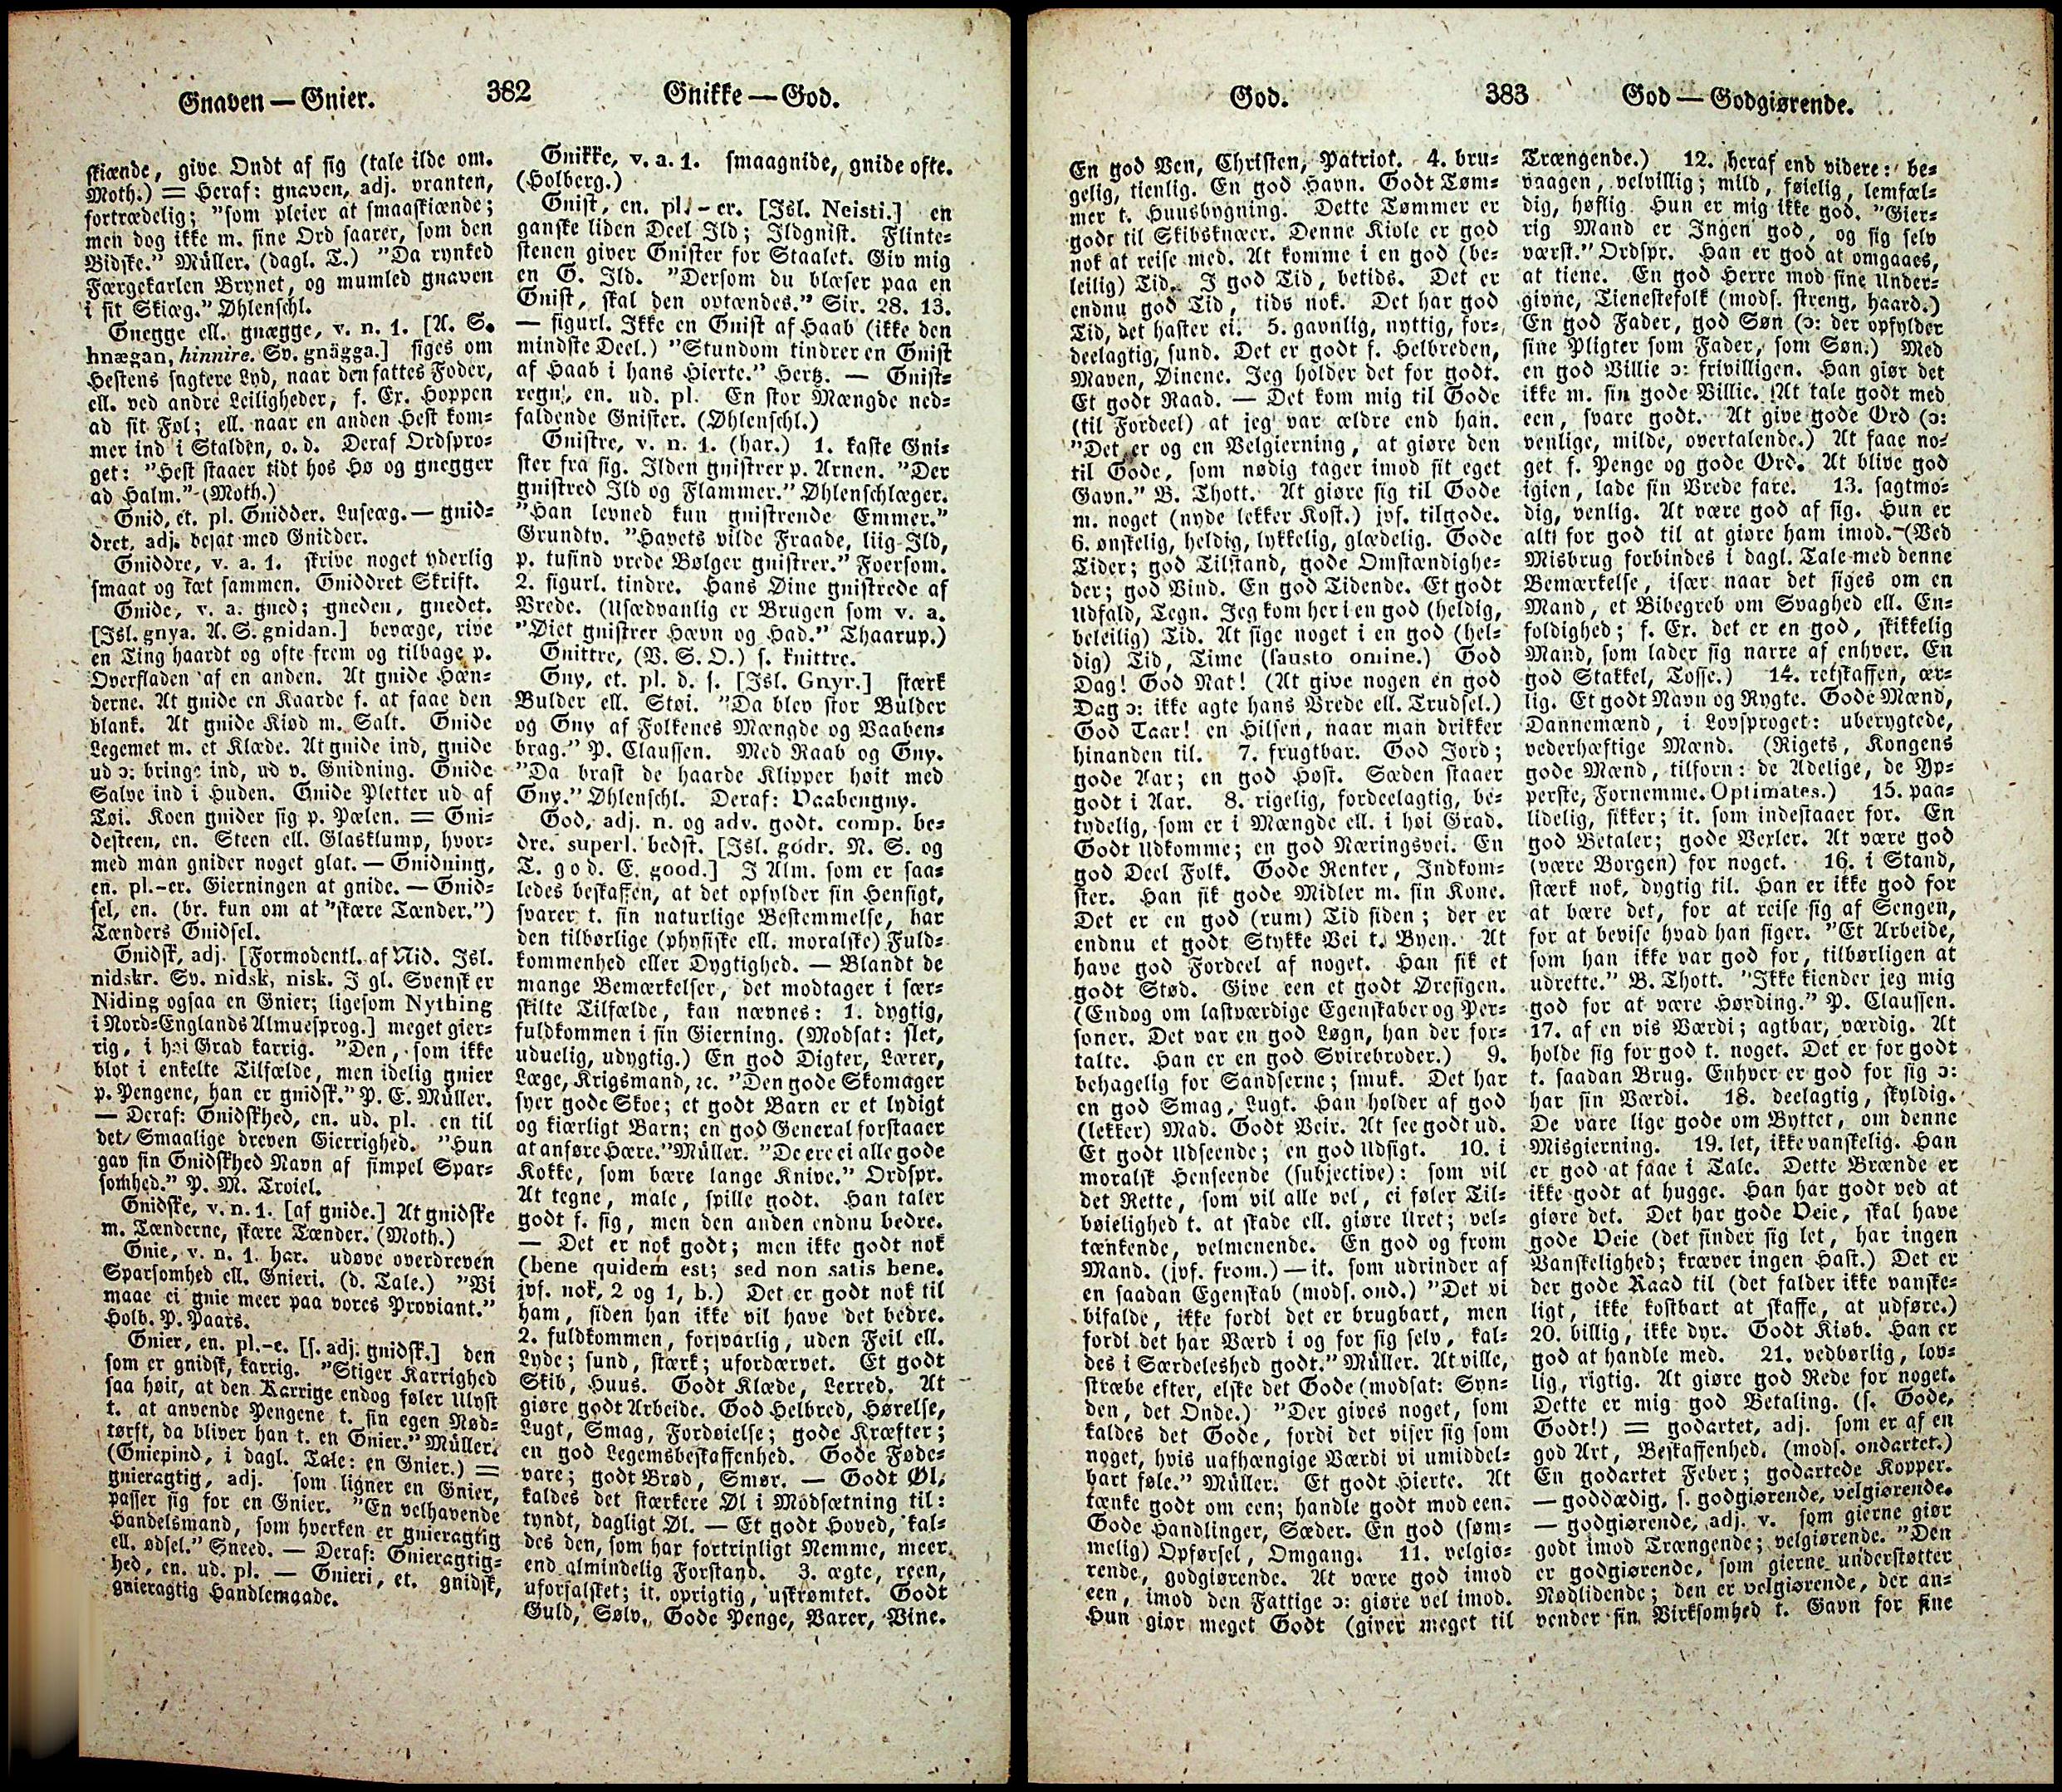 Gnaven — Gnier.
382
Gnikke — God.
skiænde, give Ondt af sig (tale ilde om.
Moth.) = Heraf: gnaven, adj. vranten,
fortrædelig; "som pleier at smaaskiænde;
men dog ikke m. sine Ord saarer, som den
Bidske." Müller. (dagl. T.) "Da rynked
Færgekarlen Brynet, og mumled gnaven
i sit Skiæg." Øhlenschl.
Gnegge ell. gnægge, v. n. 1. [A. S.
hnægan, hinnire. Sv. gnägga.] siges om
Hestens sagtere Lyd, naar den fattes Foder,
ell. ved andre Leiligheder, f. Ex. Hoppen
ad sit Føl; ell. naar en anden Hest kom-
mer ind i Stalden, o. d. Deraf Ordspro-
get: "Hest staaer tidt hos Hø og gnegger
ad Halm." (Moth.)
Gnid, et. pl. Gnidder. Luseæg. — gnid-
dret, adj. besat med Gnidder.
Gniddre, v. a. 1. skrive noget yderlig
smaat og tæt sammen. Gniddret Skrift.
Gnide, v. a. gned; gneden, gnedet.
[Isl. gnya. A. S. gnidan.] bevæge, rive
en Ting haardt og ofte frem og tilbage p.
Overfladen af en anden. At gnide Hæn-
derne. At gnide en Kaarde f. at faae den
blank. At gnide Kiød m. Salt. Gnide
Legemet m. et Klæde. At gnide ind, gnide
ud ɔ: bringe ind, ud v. Gnidning. Gnide
Salve ind i Huden. Gnide Pletter ud af
Tøi. Koen gnider sig p. Pælen. = Gni-
desteen, en. Steen ell. Glasklump, hvor-
med man gnider noget glat. — Gnidning,
en. pl.-er. Gierningen at gnide. — Gnid-
sel, en. (br. kun om at "skære Tænder.")
Tænders Gnidsel.
Gnidsk, adj. [Formodentl. af Nid. Isl.
nidskr. Sv. nidsk, nisk. I gl. Svensk er
Niding ogsaa en Gnier; ligesom Nything
i Nord-Englands Almuesprog.] meget gier-
rig, i høi Grad karrig. "Den, som ikke
blot i enkelte Tilfælde, men idelig gnier
p. Pengene, han er gnidsk." P. E. Müller.
— Deraf: Gnidskhed, en. ud. pl. en til
det Smaalige dreven Gierrighed. "Hun
gav sin Gnidskhed Navn af simpel Spar-
somhed." P. M. Troiel.
Gnidske, v. n. 1. [af gnide.] At gnidske
m. Tænderne, skære Tænder. (Moth.)
Gnie, v. n. 1. har. udøve overdreven
Sparsomhed ell. Gnieri. (d. Tale.) "Vi
maae ei gnie meer paa vores Proviant."
Holb. P. Paars.
Gnier, en. pl.-e. [s. adj. gnidsk.] den
som er gnidsk, karrig. "Stiger Karrighed
saa høit, at den Karrige endog føler Ulyst
t. at anvende Pengene t. sin egen Nød-
tørft, da bliver han t. en Gnier." Müller.
(Gniepind, i dagl. Tale: en Gnier.) =
gnieragtig, adj. som ligner en Gnier,
passer sig for en Gnier. "En velhavende
Handelsmand, som hverken er gnieragtig
ell. ødsel." Sneed. — Deraf: Gnieragtig-
hed, en. ud. pl. — Gnieri, et. gnidsk,
gnieragtig Handlemaade.
Gnikke, v. a. 1. smaagnide, gnide ofte.
(Holberg.)
Gnist, en. pl. - er. [Isl. Neisti.] en
ganske liden Deel Ild; Ildgnist. Flinte-
stenen giver Gnister for Staalet. Giv mig
en G. Ild. "Dersom du blæser paa en
Gnist, skal den optændes." Sir. 28. 13.
— figurl. Ikke en Gnist af Haab (ikke den
mindste Deel.) "Stundom tindrer en Gnist
af Haab i hans Hierte." Hertz. — Gnist-
regn, en. ud. pl. En stor Mængde ned-
faldende Gnister. (Øhlenschl.)
Gnistre, v. n. 1. (har.) 1. kaste Gni-
ster fra sig. Ilden gnistrer p. Arnen. "Der
gnistred Ild og Flammer." Øhlenschlæger.
"Han levned kun gnistrende Emmer."
Grundtv. "Havets vilde Fraade, liig Ild,
p. tusind vrede Bølger gnistrer." Foersom.
2. figurl. tindre. Hans Øine gnistrede af
Vrede. (Usædvanlig er Brugen som v. a.
"Øiet gnistrer Hævn og Had." Thaarup.)
Gnittre, (V. S. O.) s. knittre.
Gny, et. pl. d. s. [Isl. Gnyr.] stærk
Bulder ell. Støi. "Da blev stor Bulder
og Gny af Folkenes Mængde og Vaaben-
brag." P. Claussen. Med Raab og Gny.
"Da brast de haarde Klipper høit med
Gny." Øhlenschl. Deraf: Vaabengny.
God, adj. n. og adv. godt. comp. be-
dre. superl. bedst. [Isl. gódr. N. S. og
T. god. E. good.] I Alm. som er saa-
ledes beskaffen, at det opfylder sin Hensigt,
svarer t. sin naturlige Bestemmelse, har
den tilbørlige (physiske ell. moralske) Fuld-
kommenhed eller Dygtighed. — Blandt de
mange Bemærkelser, det modtager i sær-
skilte Tilfælde, kan nævnes: 1. dygtig,
fuldkommen i sin Gierning. (Modsat: slet,
uduelig, udygtig.) En god Digter, Lærer,
Læge, Krigsmand, ꝛc. "Den gode Skomager
syer gode Skoe; et godt Barn er et lydigt
og kiærligt Barn; en god General forstaaer
at anføre Hære." Müller. "De ere ei alle gode
Kokke, som bære lange Knive." Ordspr.
At tegne, male, spille godt. Han taler
godt f. sig, men den anden endnu bedre.
— Det er nok godt; men ikke godt nok
(bene quidem est; sed non satis bene.
jvf. nok, 2 og 1, b.) Det er godt nok til
ham, siden han ikke vil have det bedre.
2. fuldkommen, forsvarlig, uden Feil ell.
Lyde; sund, stærk; ufordærvet. Et godt
Skib, Huus. Godt Klæde, Lerred. At
giøre godt Arbeide. God Helbred, Hørelse,
Lugt, Smag, Fordøielse; gode Kræfter;
en god Legemsbeskaffenhed. Gode Føde-
vare; godt Brød, Smør. — Godt Øl,
kaldes det stærkere Øl i Modsætning til:
tyndt, dagligt Øl. — Et godt Hoved, kal-
des den, som har fortrinligt Nemme, meer
end almindelig Forstand. 3. ægte, reen,
uforfalsket; it. oprigtig, uskrømtet. Godt
Guld, Sølv, Gode Penge, Varer, Vine.
God.
383
God — Godgiørende.
En god Ven, Christen, Patriot. 4. bru-
gelig, tienlig. En god Havn. Godt Tøm-
mer t. Huusbygning. Dette Tømmer er
godt til Skibsknæer. Denne Kiole er god
nok at reise med. At komme i en god (be-
leilig) Tid. I god Tid, betids. Det er
endnu god Tid, tids nok. Det har god
Tid, det haster ei. 5. gavnlig, nyttig, for-
deelagtig, sund. Det er godt f. Helbreden,
Maven, Øinene. Jeg holder det for godt.
Et godt Raad. — Det kom mig til Gode
(til Fordeel) at jeg var ældre end han.
"Det er og en Velgierning, at giøre den
til Gode, som nødig tager imod sit eget
Gavn." B. Thott. At giøre sig til Gode
m. noget (nyde lekker Kost.) jvf. tilgode.
6. ønskelig, heldig, lykkelig, glædelig. Gode
Tider; god Tilstand, gode Omstændighe-
der; god Vind. En god Tidende. Et godt
Udfald, Tegn. Jeg kom her i en god (heldig,
beleilig) Tid. At sige noget i en god (hel-
dig) Tid, Time (fausto omine.) God
Dag! God Nat! (At give nogen en god
Dag ɔ: ikke agte hans Vrede ell. Trudsel.)
God Taar! en Hilsen, naar man drikker
hinanden til. 7. frugtbar. God Jord;
gode Aar; en god Høst. Sæden staaer
godt i Aar. 8. rigelig, fordeelagtig, be-
tydelig, som er i Mængde ell. i høi Grad.
Godt Udkomme; en god Næringsvei. En
god Deel Folk. Gode Renter, Indkom-
ster. Han fik gode Midler m. sin Kone.
Det er en god (rum) Tid siden; der er
endnu et godt Stykke Vei t. Byen. At
have god Fordeel af noget. Han fik et
godt Stød. Give een et godt Ørefigen.
(Endog om lastværdige Egenskaber og Per-
soner. Det var en god Løgn, han der for-
talte. Han er en god Svirebroder.) 9.
behagelig for Sandserne; smuk. Det har
en god Smag, Lugt. Han holder af god
(lekker) Mad. Godt Veir. At see godt ud.
Et godt Udseende; en god Udsigt. 10. i
moralsk Henseende (subjective): som vil
det Rette, som vil alle vel, ei føler Til-
bøielighed t. at skade ell. giøre Uret; vel-
tænkende, velmenende. En god og from
Mand. (jvf. from.) — it. som udrinder af
en saadan Egenskab (mods. ond.) "Det vi
bifalde, ikke fordi det er brugbart, men
fordi det har Værd i og for sig selv, kal-
des i Særdeleshed godt." Müller. At ville,
stræbe efter, elske det Gode (modsat: Syn-
den, det Onde.) "Der gives noget, som
kaldes det Gode, fordi det viser sig som
noget, hvis uafhængige Værdi vi umiddel-
bart føle." Müller. Et godt Hierte. At
tænke godt om een; handle godt mod een.
Gode Handlinger, Sæder. En god (søm-
melig) Opførsel, Omgang. 11. velgiø-
rende, godgiørende. At være god imod
een, imod den Fattige ɔ: giøre vel imod.
Hun giør meget Godt (giver meget til
Trængende.) 12. heraf end videre: be-
vaagen, velvillig; mild, føielig, lemfæl-
dig, høflig. Hun er mig ikke god. "Gier-
rig Mand er Ingen god, og sig selv
værst." Ordspr. Han er god at omgaaes,
at tiene. En god Herre mod sine Under-
givne, Tienestefolk (mods. streng, haard.)
En god Fader, god Søn (ɔ: der opfylder
sine Pligter som Fader, som Søn.) Med
en god Villie ɔ: frivilligen. Han giør det
ikke m. sin gode Villie. At tale godt med
een, svare godt. At give gode Ord (ɔ:
venlige, milde, overtalende.) At faae no-
get f. Penge og gode Ord. At blive god
igien, lade sin Vrede fare. 13. sagtmo-
dig, venlig. At være god af sig. Hun er
altf for god til at giøre ham imod. (Ved
Misbrug forbindes i dagl. Tale med denne
Bemærkelse, især naar det siges om en
Mand, et Bibegreb om Svaghed ell. En-
foldighed; f. Ex. det er en god, skikkelig
Mand, som lader sig narre af enhver. En
god Stakkel, Tosse.) 14. retskaffen, ær-
lig. Et godt Navn og Rygte. Gode Mænd,
Dannemænd, i Lovsproget: uberygtede,
vederhæftige Mænd. (Rigets, Kongens
gode Mænd, tilforn: de Adelige, de Yp-
perste, Fornemme. Optimates.) 15. paa-
lidelig, sikker; it. som indestaaer for. En
god Betaler; gode Vexler. At være god
(være Borgen) for noget. 16. i Stand,
stærk nok, dygtig til. Han er ikke god for
at bære det, for at reise sig af Sengen,
for at bevise hvad han siger. "Et Arbeide,
som han ikke var god for, tilbørligen at
udrette." B. Thott. "Ikke kiender jeg mig
god for at være Høvding." P. Claussen.
17. af en vis Værdi; agtbar, værdig. At
holde sig for god t. noget. Det er for godt
t. saadan Brug. Enhver er god for sig ɔ:
har sin Værdi. 18. deelagtig, skyldig.
De vare lige gode om Byttet, om denne
Misgierning. 19. let, ikke vanskelig. Han
er god at faae i Tale. Dette Brænde er
ikke godt at hugge. Han har godt ved at
giøre det. Det har gode Veie, skal have
gode Veie (det finder sig let, har ingen
Vanskelighed; kræver ingen Hast.) Det er
der gode Raad til (det falder ikke vanske-
ligt, ikke kostbart at skaffe, at udføre.)
20. billig, ikke dyr. Godt Kiøb. Han er
god at handle med. 21. vedbørlig, lov-
lig, rigtig. At giøre god Rede for noget.
Dette er mig god Betaling. (s. Gode,
Godt!) = godartet, adj. som er af en
god Art, Beskaffenhed. (mods. ondartet.)
En godartet Feber; godartede Kopper.
— goddædig, s. godgiørende, velgiørende.
— godgiørende, adj. v. som gierne giør
godt imod Trængende; velgiørende. "Den
er godgiørende, som gierne understøtter
Nødlidende; den er velgiørende, der an-
vender sin Virksomhed t. Gavn for sine